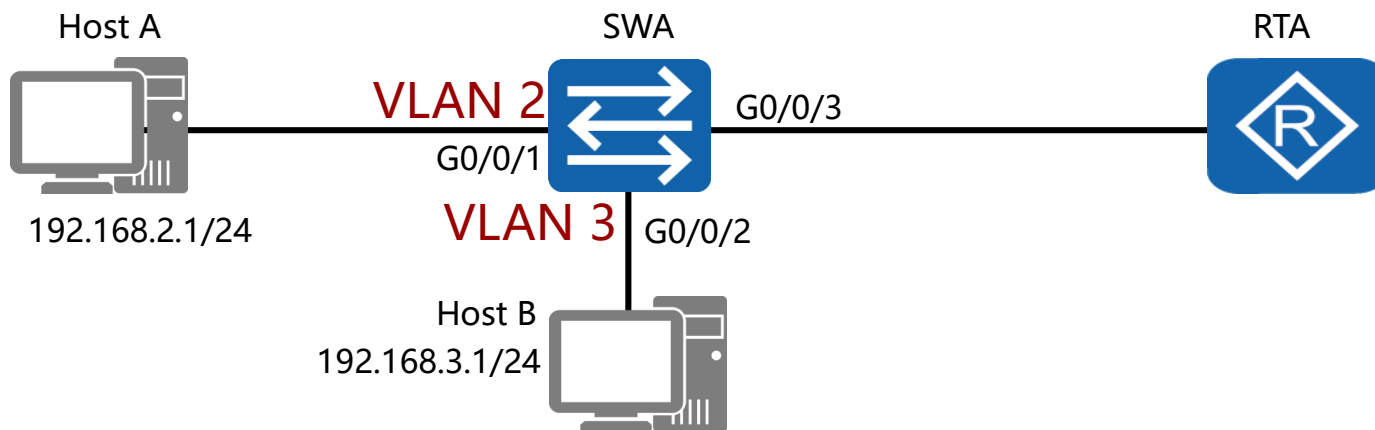 Host A
SWA
RTA
VLAN 2
G0/0/3
G0/0/1
192.168.2.1/24
VLAN 3
G0/0/2
Host B
192.168.3.1/24
R